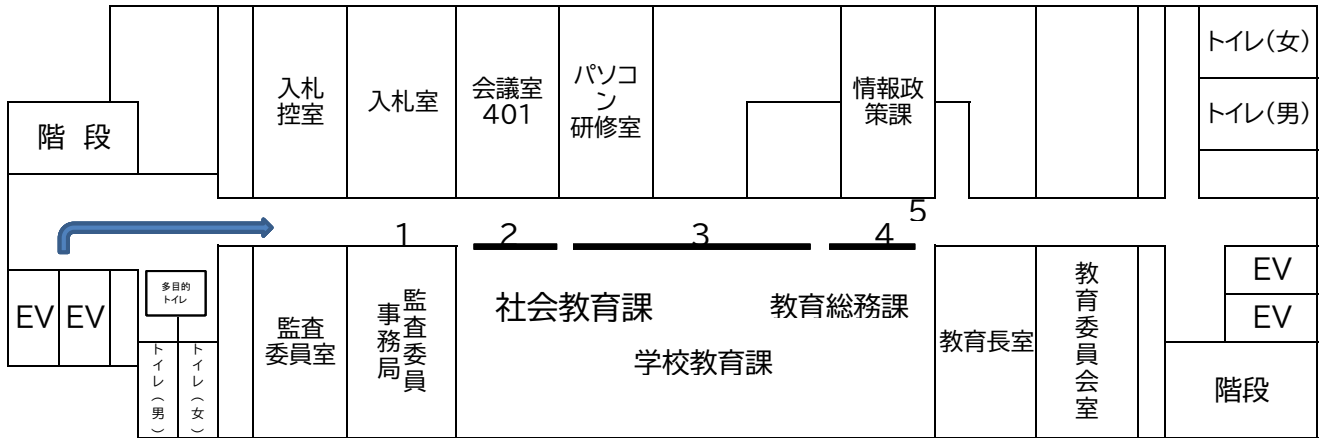 階 段
入札
控室
入札室
会議室
401
パソコ
ン
研修室
情報政
策課
トイレ(女)
トイレ(男)
1
2
3
4
5
EV
EV
多目的
トイレ
トイレ(男)
トイレ(女)
監査
委員室
監査委員
事務局
社会教育課
学校教育課
教育総務課
教育長室
教育委員会室
EV
EV
階段